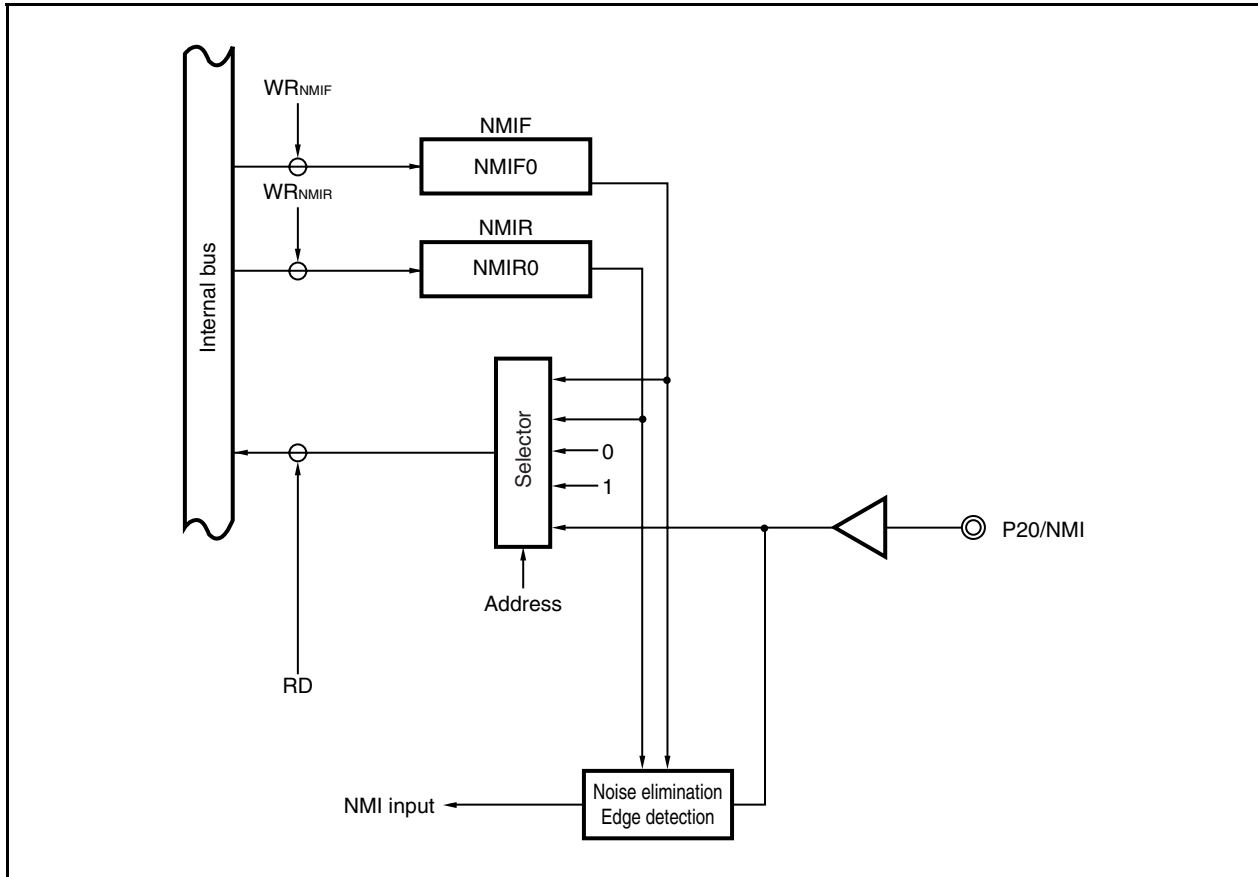 WRNMIF
NMIF
NMIF0
WRNMIR
NMIR
NMIR0
Internal bus
Selector
0
1
P20/NMI
Address
RD
Noise elimination
Edge detection
NMI input